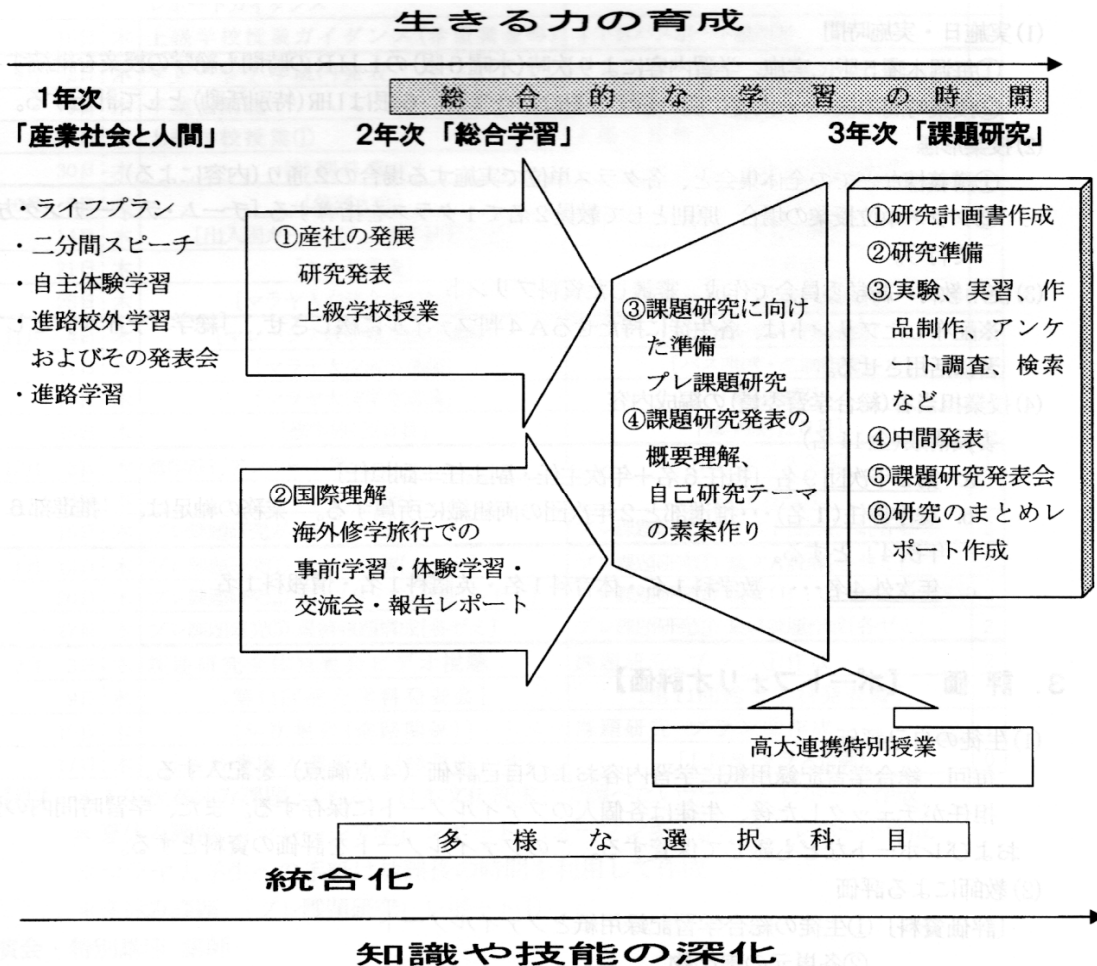 生きる力の育成
総合的な学習の時間
1年次
「産業社会と人間」
2年次 「総合学習」
3年次 「課題研究」
・ライフプラン
・二分間スピーチ
・自主体験学習
・進路校外学習
およびその発表会
・進路学習
①産社の発展
研究発表
上級学校授業
②国際理解
海外修学旅行での
事前学習・体験学習・
交流会・報告レポート
③課題研究に向け
た準備
プレ課題研究
④課題研究発表の
概要理解、
自己研究テーマ
の素案作り
①研究計画書作成
②研究準備
③実験、実習、作
品制作、アンケ
ート調査、検索
など
④中間発表
⑤課題研究発表会
⑥研究のまとめレ
ポート作成
高大連携特別授業
多様な選択科目
統合化
知識や技能の深化